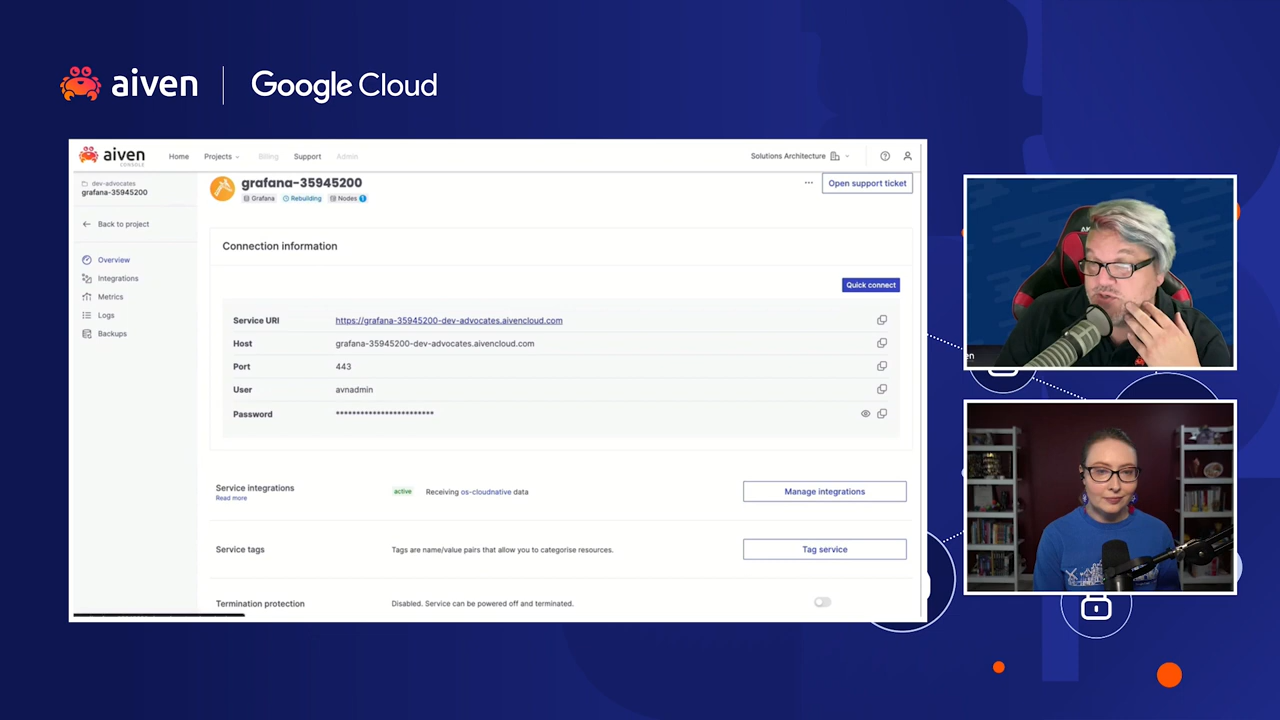 aiven | Google Cloud
aiven
CONSOLE
Home Projects Billing Support Admin
Solutions Architecture
dev-advocates
grafana-35945200
grafana-35945200
Grafana Rebuilding Nodes 1
Open support ticket
Back to project
Overview
Integrations
Metrics
Logs
Backups
Connection information
Quick connect
Service URI https://grafana-35945200-dev-advocates.aivencloud.com
Host grafana-35945200-dev-advocates.aivencloud.com
Port 443
User avnadmin
Password ************************
Service integrations
Read more
active Receiving os-cloudnative data
Manage integrations
Service tags
Tags are name/value pairs that allow you to categorise resources.
Tag service
Termination protection
Disabled. Service can be powered off and terminated.